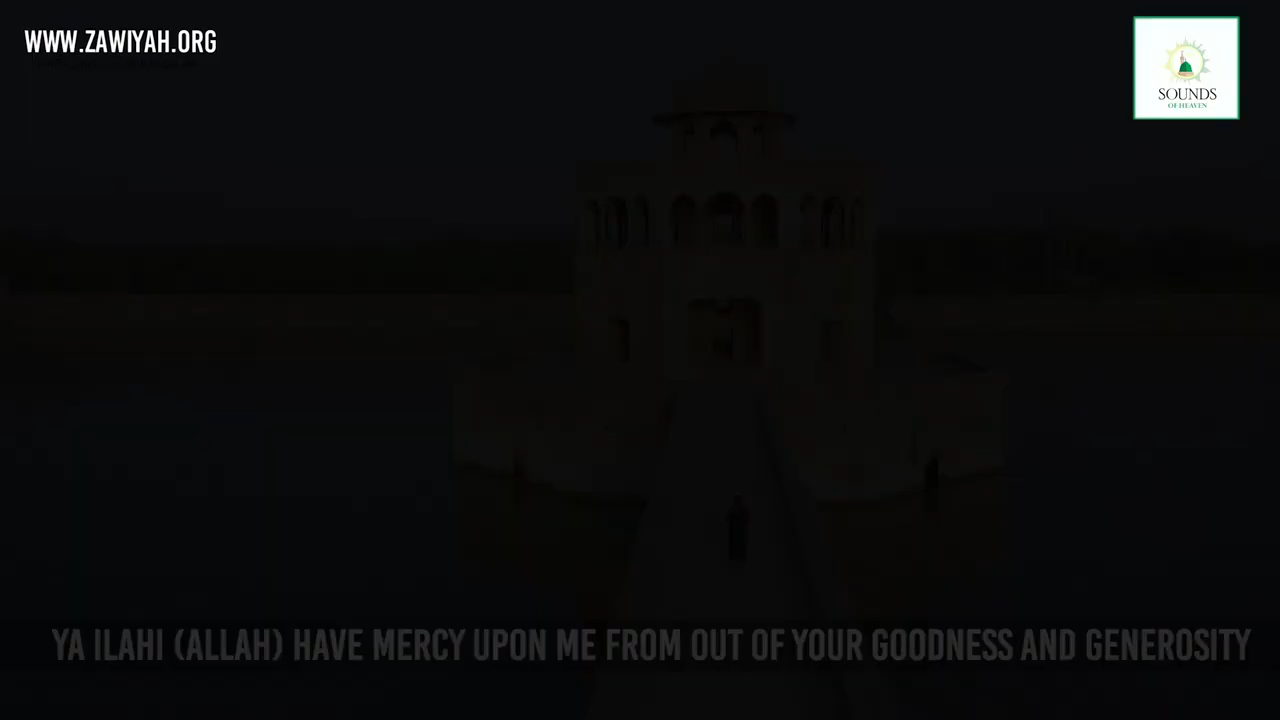 WWW.ZAWIYAH.ORG
SOUNDS
OF HEAVEN
YA ILAHI (ALLAH) HAVE MERCY UPON ME FROM OUT OF YOUR GOODNESS AND GENEROSITY